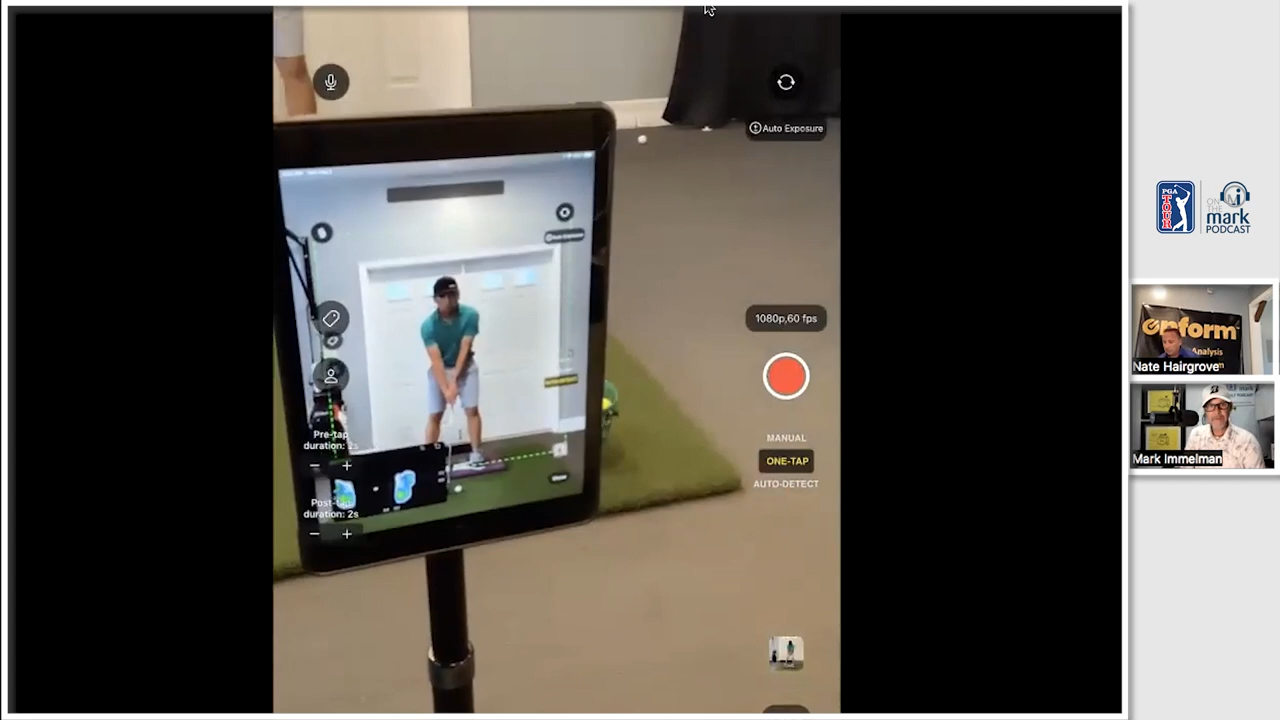 Auto Exposure
1080p,60 fps
MANUAL
ONE-TAP
AUTO-DETECT
Pre-tap
duration: 2s
Post-tap
duration: 2s
PGA
TOUR
ON
THE
mark
PODCAST
Onform
Analysis
Nate Hairgrove
Mark Immelman